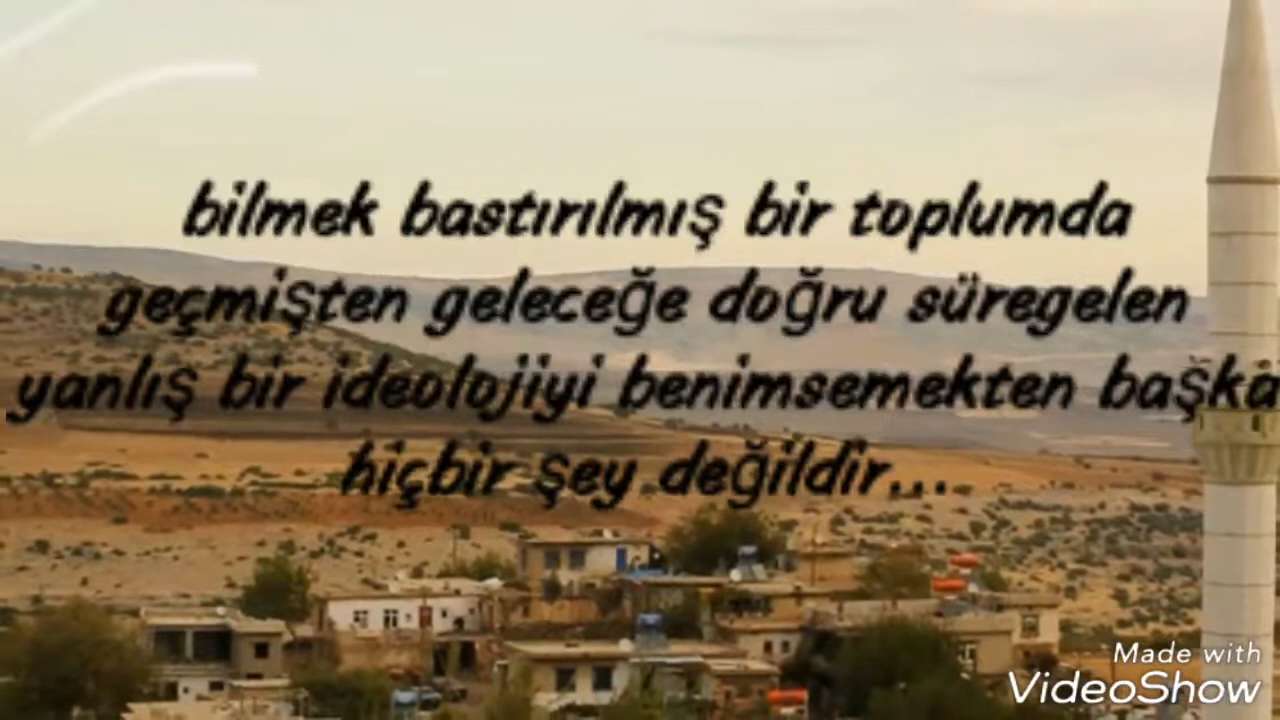 bilmek bastırılmış bir toplumda
geçmişten geleceğe doğru süregelen
yanlış bir ideolojiyi benimsemekten başka
hiçbir şey değildir...
Made with
VideoShow